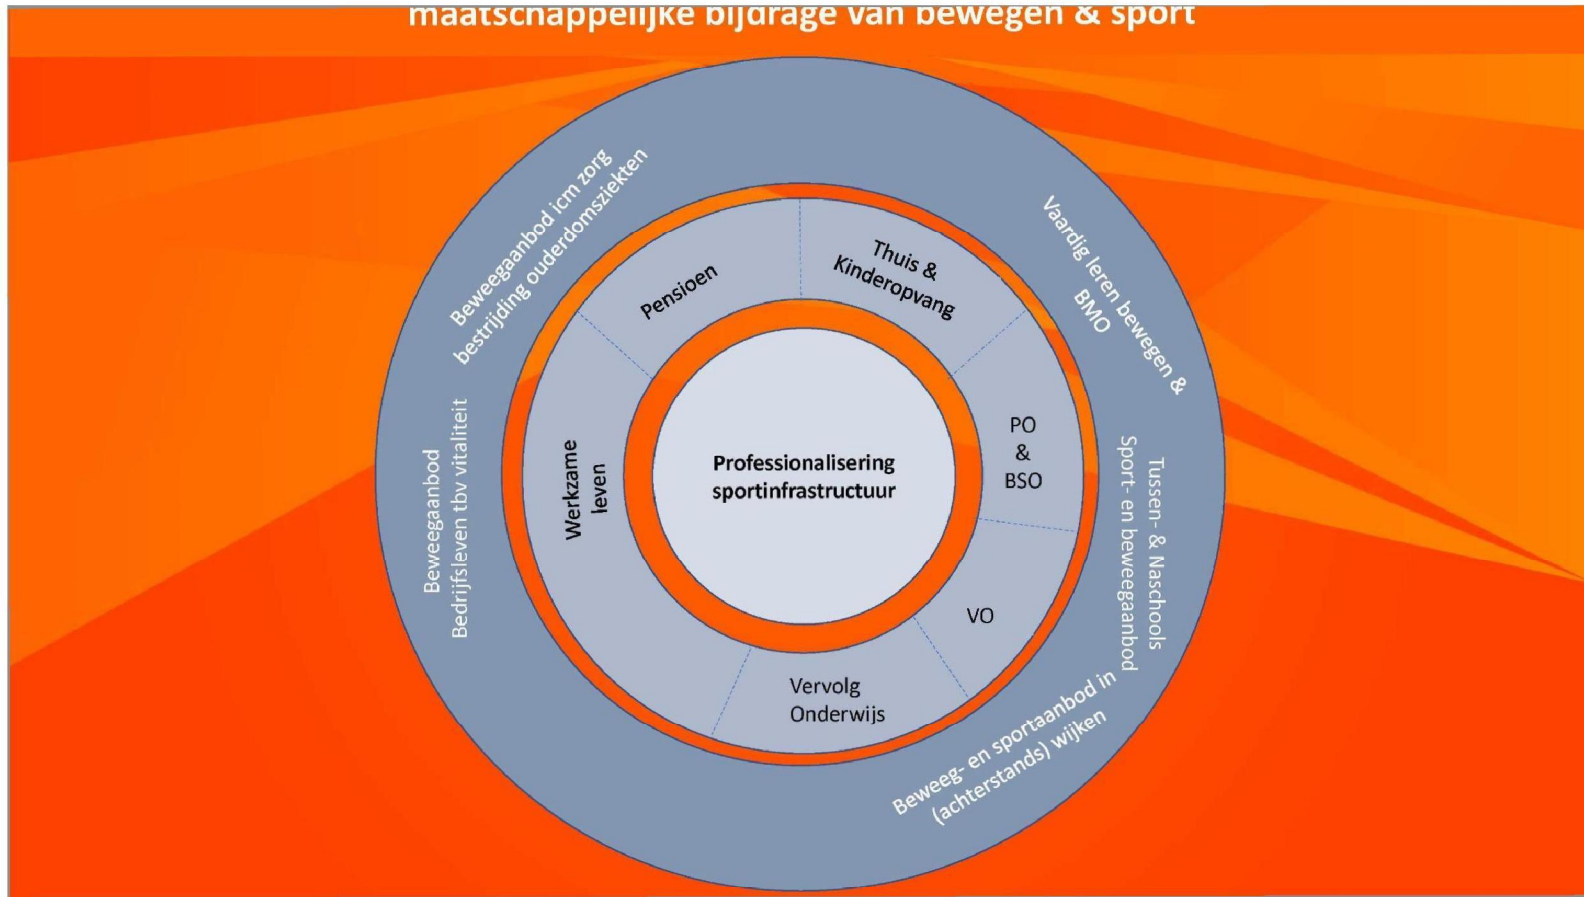 maatschappelijke bijdrage van bewegen & sport
Beweegaanbod icm zorg
bestrijding ouderdomsziekten
Vaardig leren bewegen &
BMO
Pensioen
Thuis &
Kinderopvang
PO
&
BSO
Professionalisering
sportinfrastructuur
Werkzame
leven
Beweegaanbod
Bedrijfsleven tbv vitaliteit
Tussen- & Naschools
Sport- en beweegaanbod
VO
Vervolg
Onderwijs
Beweeg- en sportaanbod in
(achterstands) wijken